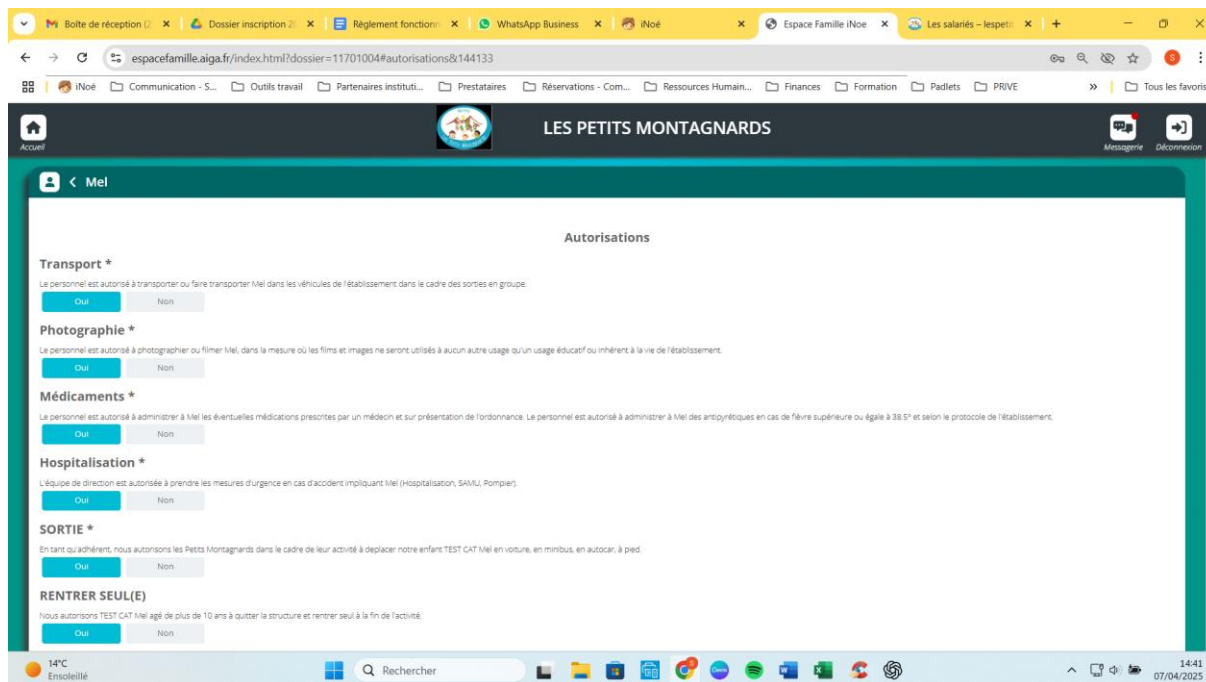 Boîte de réception (2
Dossier inscription 2
Règlement fonctionn
WhatsApp Business
iNoé
Espace Famille iNoe
Les salariés – lespetit
espacefamille.aiga.fr/index.html?dossier=11701004#autorisations&144133
iNoé
Communication - S...
Outils travail
Partenaires instituti...
Prestataires
Réservations - Com...
Ressources Humain...
Finances
Formation
Padlets
PRIVE
Tous les favoris
Accueil
LES PETITS MONTAGNARDS
Messagerie
Déconnexion
Mel
Autorisations
Transport *
Le personnel est autorisé à transporter ou faire transporter Mel dans les véhicules de l'établissement dans le cadre des sorties en groupe.
Oui Non
Photographie *
Le personnel est autorisé à photographier ou filmer Mel, dans la mesure où les films et images ne seront utilisés à aucun autre usage qu'un usage éducatif ou inhérent à la vie de l'établissement.
Oui Non
Médicaments *
Le personnel est autorisé à administrer à Mel les éventuelles médications prescrites par un médecin et sur présentation de l'ordonnance. Le personnel est autorisé à administrer à Mel des antipyrétiques en cas de fièvre supérieure ou égale à 38.5° et selon le protocole de l'établissement.
Oui Non
Hospitalisation *
L'équipe de direction est autorisée à prendre les mesures d'urgence en cas d'accident impliquant Mel (Hospitalisation, SAMU, Pompier).
Oui Non
SORTIE *
En tant qu'adhérent, nous autorisons les Petits Montagnards dans le cadre de leur activité à deplacer notre enfant TEST CAT Mel en voiture, en minibus, en autocar, à pied.
Oui Non
RENTRER SEUL(E)
Nous autorisons TEST CAT Mel agé de plus de 10 ans à quitter la structure et rentrer seul à la fin de l'activité.
Oui Non
14°C
Ensoleillé
Rechercher
14:41
07/04/2025